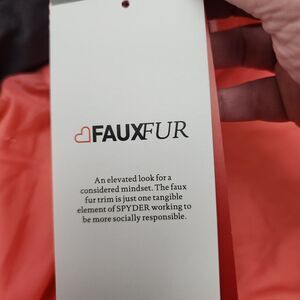 FAUXFUR
An elevated look for a
considered mindset. The faux
fur trim is just one tangible
element of SPYDER working to
be more socially responsible.